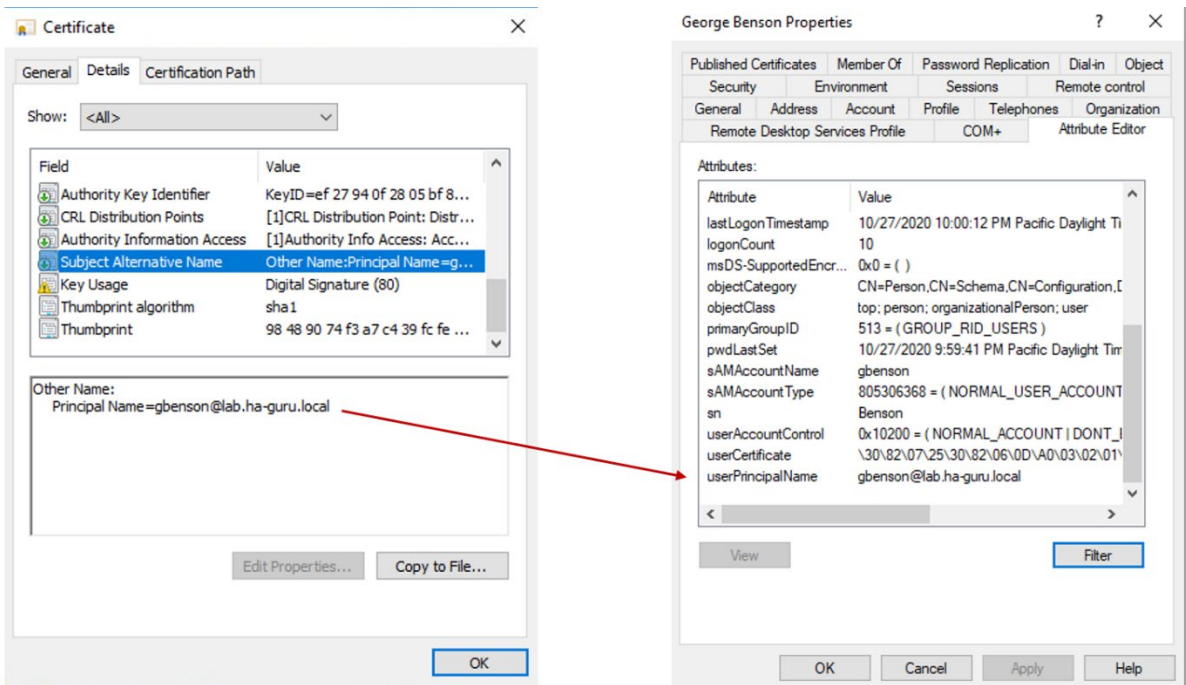 Certificate
General Details Certification Path
Show: <All>
Field Value
Authority Key Identifier KeyID=ef 27 94 0f 28 05 bf 8...
CRL Distribution Points [1]CRL Distribution Point: Distr...
Authority Information Access [1]Authority Info Access: Acc...
Subject Alternative Name Other Name:Principal Name=g...
Key Usage Digital Signature (80)
Thumbprint algorithm sha1
Thumbprint 98 48 90 74 f3 a7 c4 39 fc fe ...
Other Name:
Principal Name=gbenson@lab.ha-guru.local
Edit Properties... Copy to File...
OK
George Benson Properties ?
Published Certificates Member Of Password Replication Dial-in Object
Security Environment Sessions Remote control
General Address Account Profile Telephones Organization
Remote Desktop Services Profile COM+ Attribute Editor
Attributes:
Attribute Value
lastLogonTimestamp 10/27/2020 10:00:12 PM Pacific Daylight Ti
logonCount 10
msDS-SupportedEncr... 0x0 = ( )
objectCategory CN=Person,CN=Schema,CN=Configuration,D
objectClass top; person; organizationalPerson; user
primaryGroupID 513 = ( GROUP_RID_USERS )
pwdLastSet 10/27/2020 9:59:41 PM Pacific Daylight Tim
sAMAccountName gbenson
sAMAccountType 805306368 = ( NORMAL_USER_ACCOUNT
sn Benson
userAccountControl 0x10200 = ( NORMAL_ACCOUNT | DONT_
userCertificate \30\82\07\25\30\82\06\0D\A0\03\02\01\
userPrincipalName gbenson@lab.ha-guru.local
View Filter
OK Cancel Apply Help